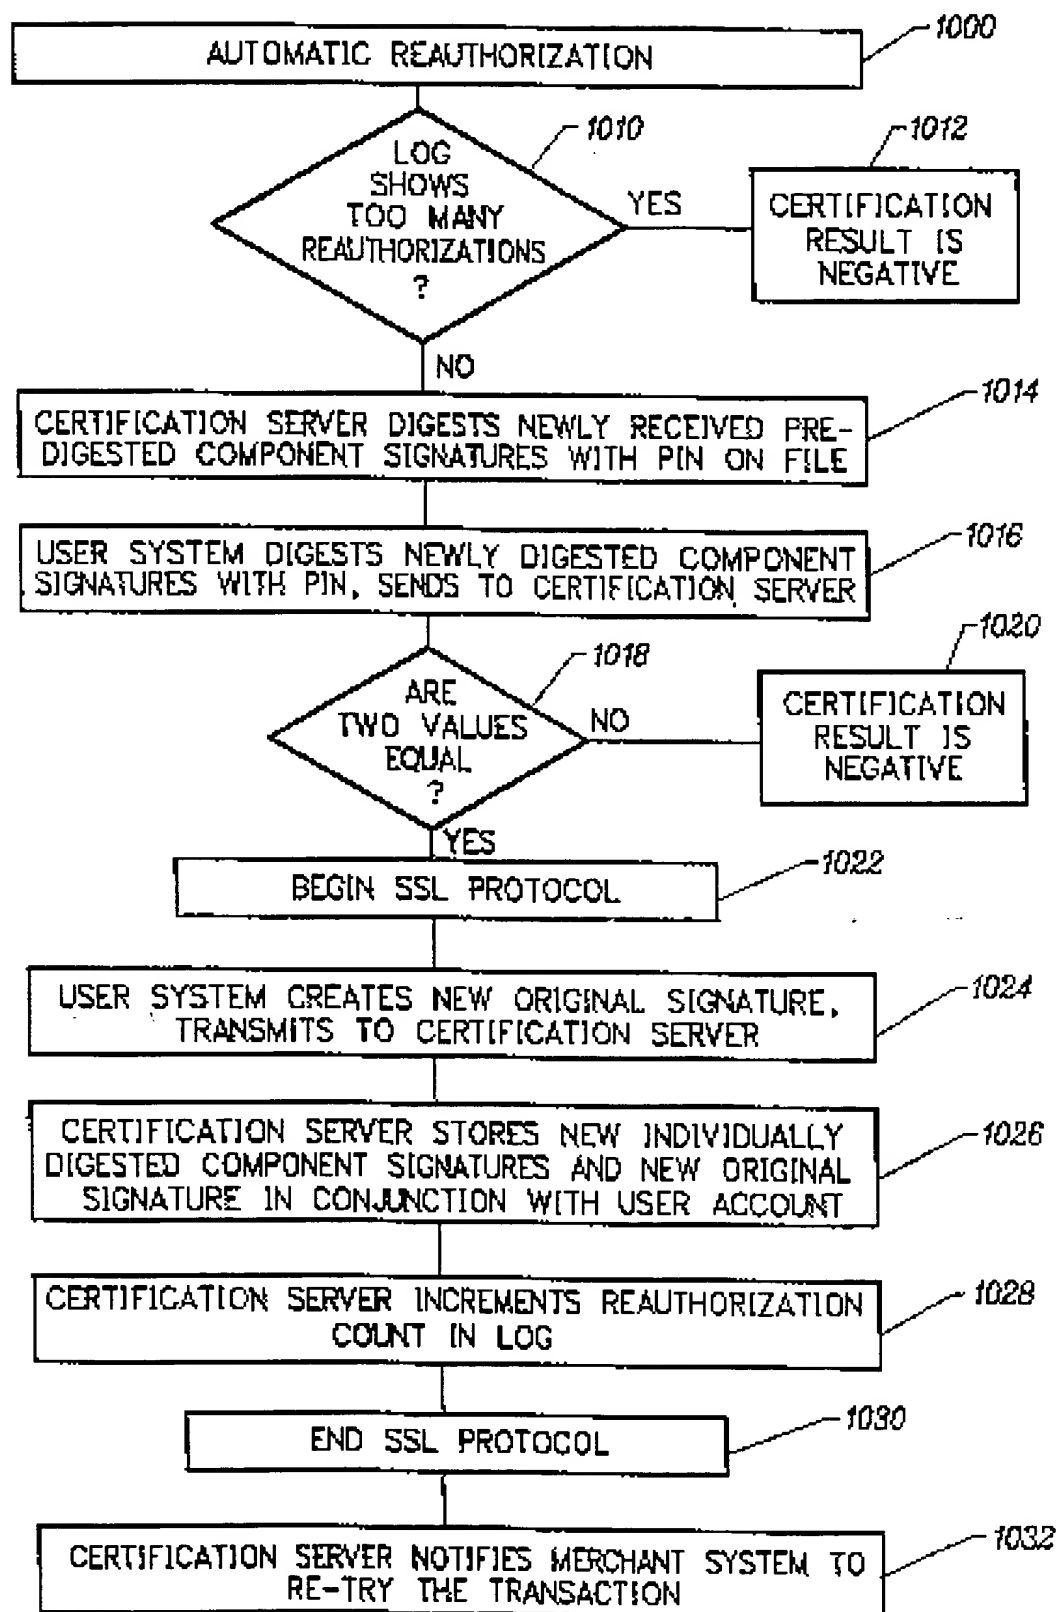 1000
AUTOMATIC REAUTHORIZATION
1010
LOG
SHOWS
TOO MANY
REAUTHORIZATIONS
?
YES
1012
CERTIFICATION
RESULT IS
NEGATIVE
NO
1014
CERTIFICATION SERVER DIGESTS NEWLY RECEIVED PRE-
DIGESTED COMPONENT SIGNATURES WITH PIN ON FILE
1016
USER SYSTEM DIGESTS NEWLY DIGESTED COMPONENT
SIGNATURES WITH PIN, SENDS TO CERTIFICATION SERVER
1018
ARE
TWO VALUES
EQUAL
?
NO
1020
CERTIFICATION
RESULT IS
NEGATIVE
YES
1022
BEGIN SSL PROTOCOL
1024
USER SYSTEM CREATES NEW ORIGINAL SIGNATURE,
TRANSMITS TO CERTIFICATION SERVER
1026
CERTIFICATION SERVER STORES NEW INDIVIDUALLY
DIGESTED COMPONENT SIGNATURES AND NEW ORIGINAL
SIGNATURE IN CONJUNCTION WITH USER ACCOUNT
1028
CERTIFICATION SERVER INCREMENTS REAUTHORIZATION
COUNT IN LOG
1030
END SSL PROTOCOL
1032
CERTIFICATION SERVER NOTIFIES MERCHANT SYSTEM TO
RE-TRY THE TRANSACTION